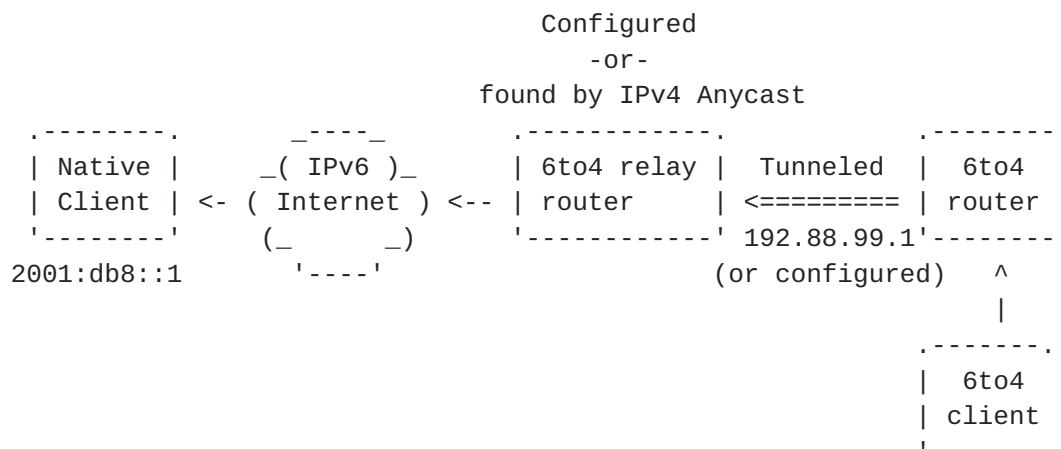 Configured
-or-
found by IPv4 Anycast
.--------.            _----_          .------------.                .--------
| Native |          _( IPv6 )_        | 6to4 relay |  Tunneled  |  6to4
| Client | <- ( Internet ) <-- | router     | <========= | router
'--------'     (_      _)      '------------' 192.88.99.1'--------
2001:db8::1       '----'                   (or configured)   ^
|
.-------.
|  6to4
| client
'